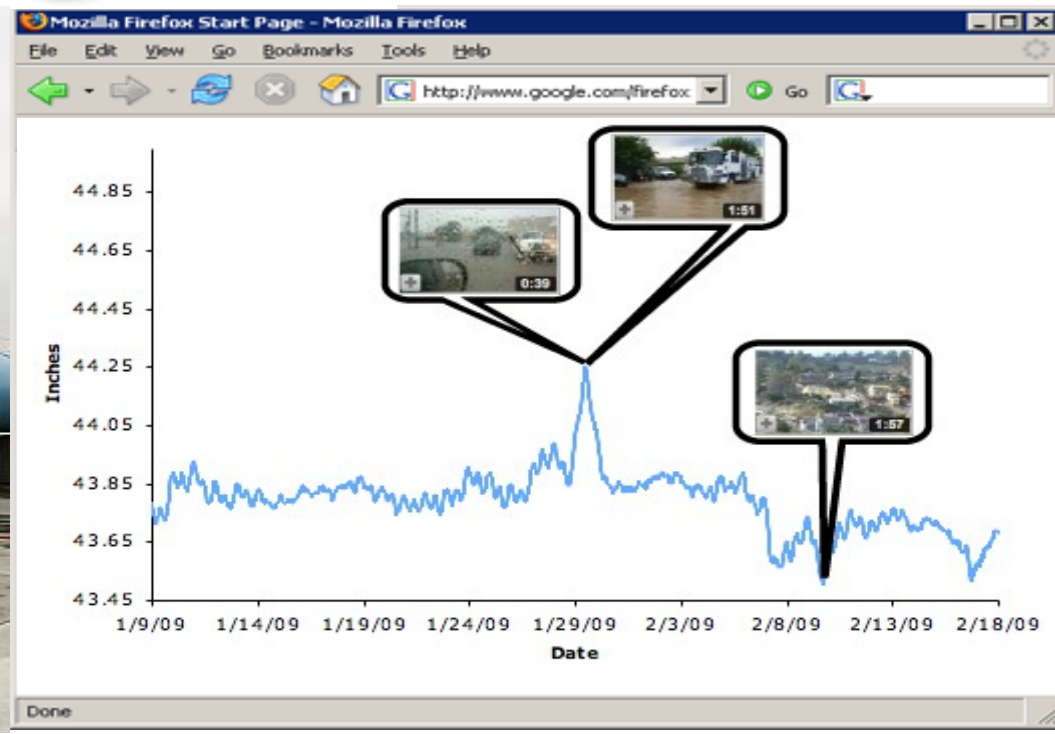 Mozilla Firefox Start Page - Mozilla Firefox
File Edit View Go Bookmarks Tools Help
http://www.google.com/firefox Go G
1:51
0:39
1:57
44.85
44.65
44.45
44.25
44.05
43.85
43.65
43.45
Inches
1/9/09 1/14/09 1/19/09 1/24/09 1/29/09 2/3/09 2/8/09 2/13/09 2/18/09
Date
Done